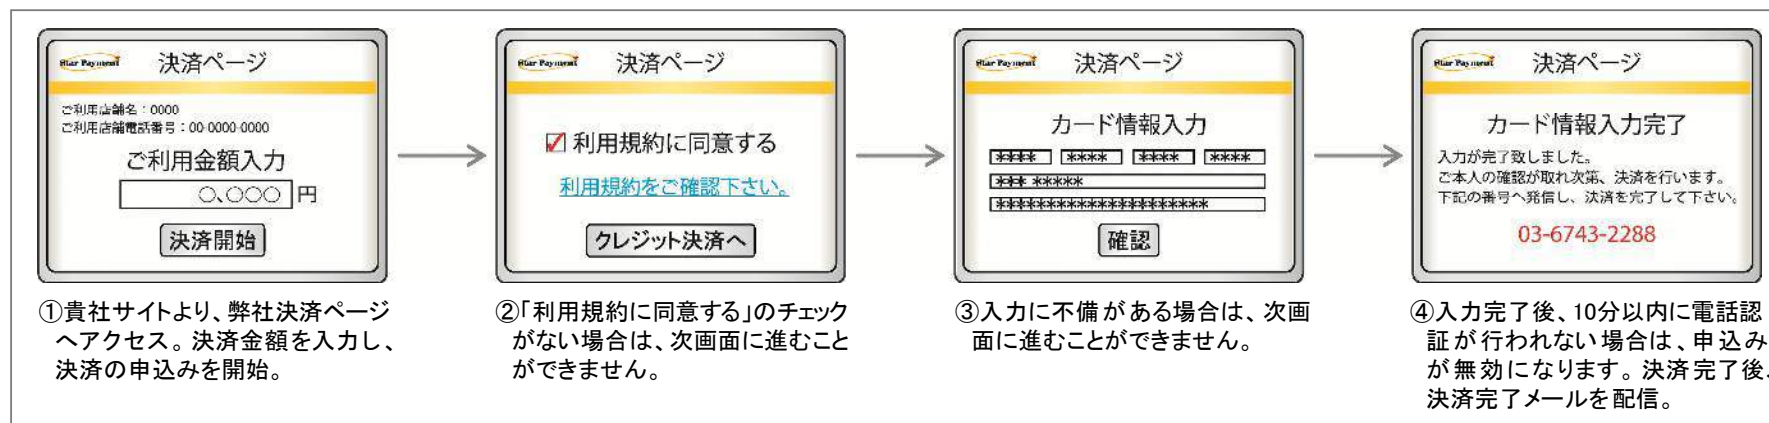 Star Payment 決済ページ
ご利用店舗名：0000
ご利用店舗電話番号：00-0000-0000
ご利用金額入力
○、○○○ 円
決済開始
①貴社サイトより、弊社決済ページ
へアクセス。決済金額を入力し、
決済の申込みを開始。
Star Payment 決済ページ
利用規約に同意する
利用規約をご確認下さい。
クレジット決済へ
②「利用規約に同意する」のチェック
がない場合は、次画面に進むこと
ができません。
Star Payment 決済ページ
カード情報入力
**** **** **** ****
*** *****
**********************
確認
③入力に不備がある場合は、次画
面に進むことができません。
Star Payment 決済ページ
カード情報入力完了
入力が完了致しました。
ご本人の確認が取れ次第、決済を行います。
下記の番号へ発信し、決済を完了して下さい。
03-6743-2288
④入力完了後、10分以内に電話認
証が行われない場合は、申込み
が無効になります。決済完了後、
決済完了メールを配信。